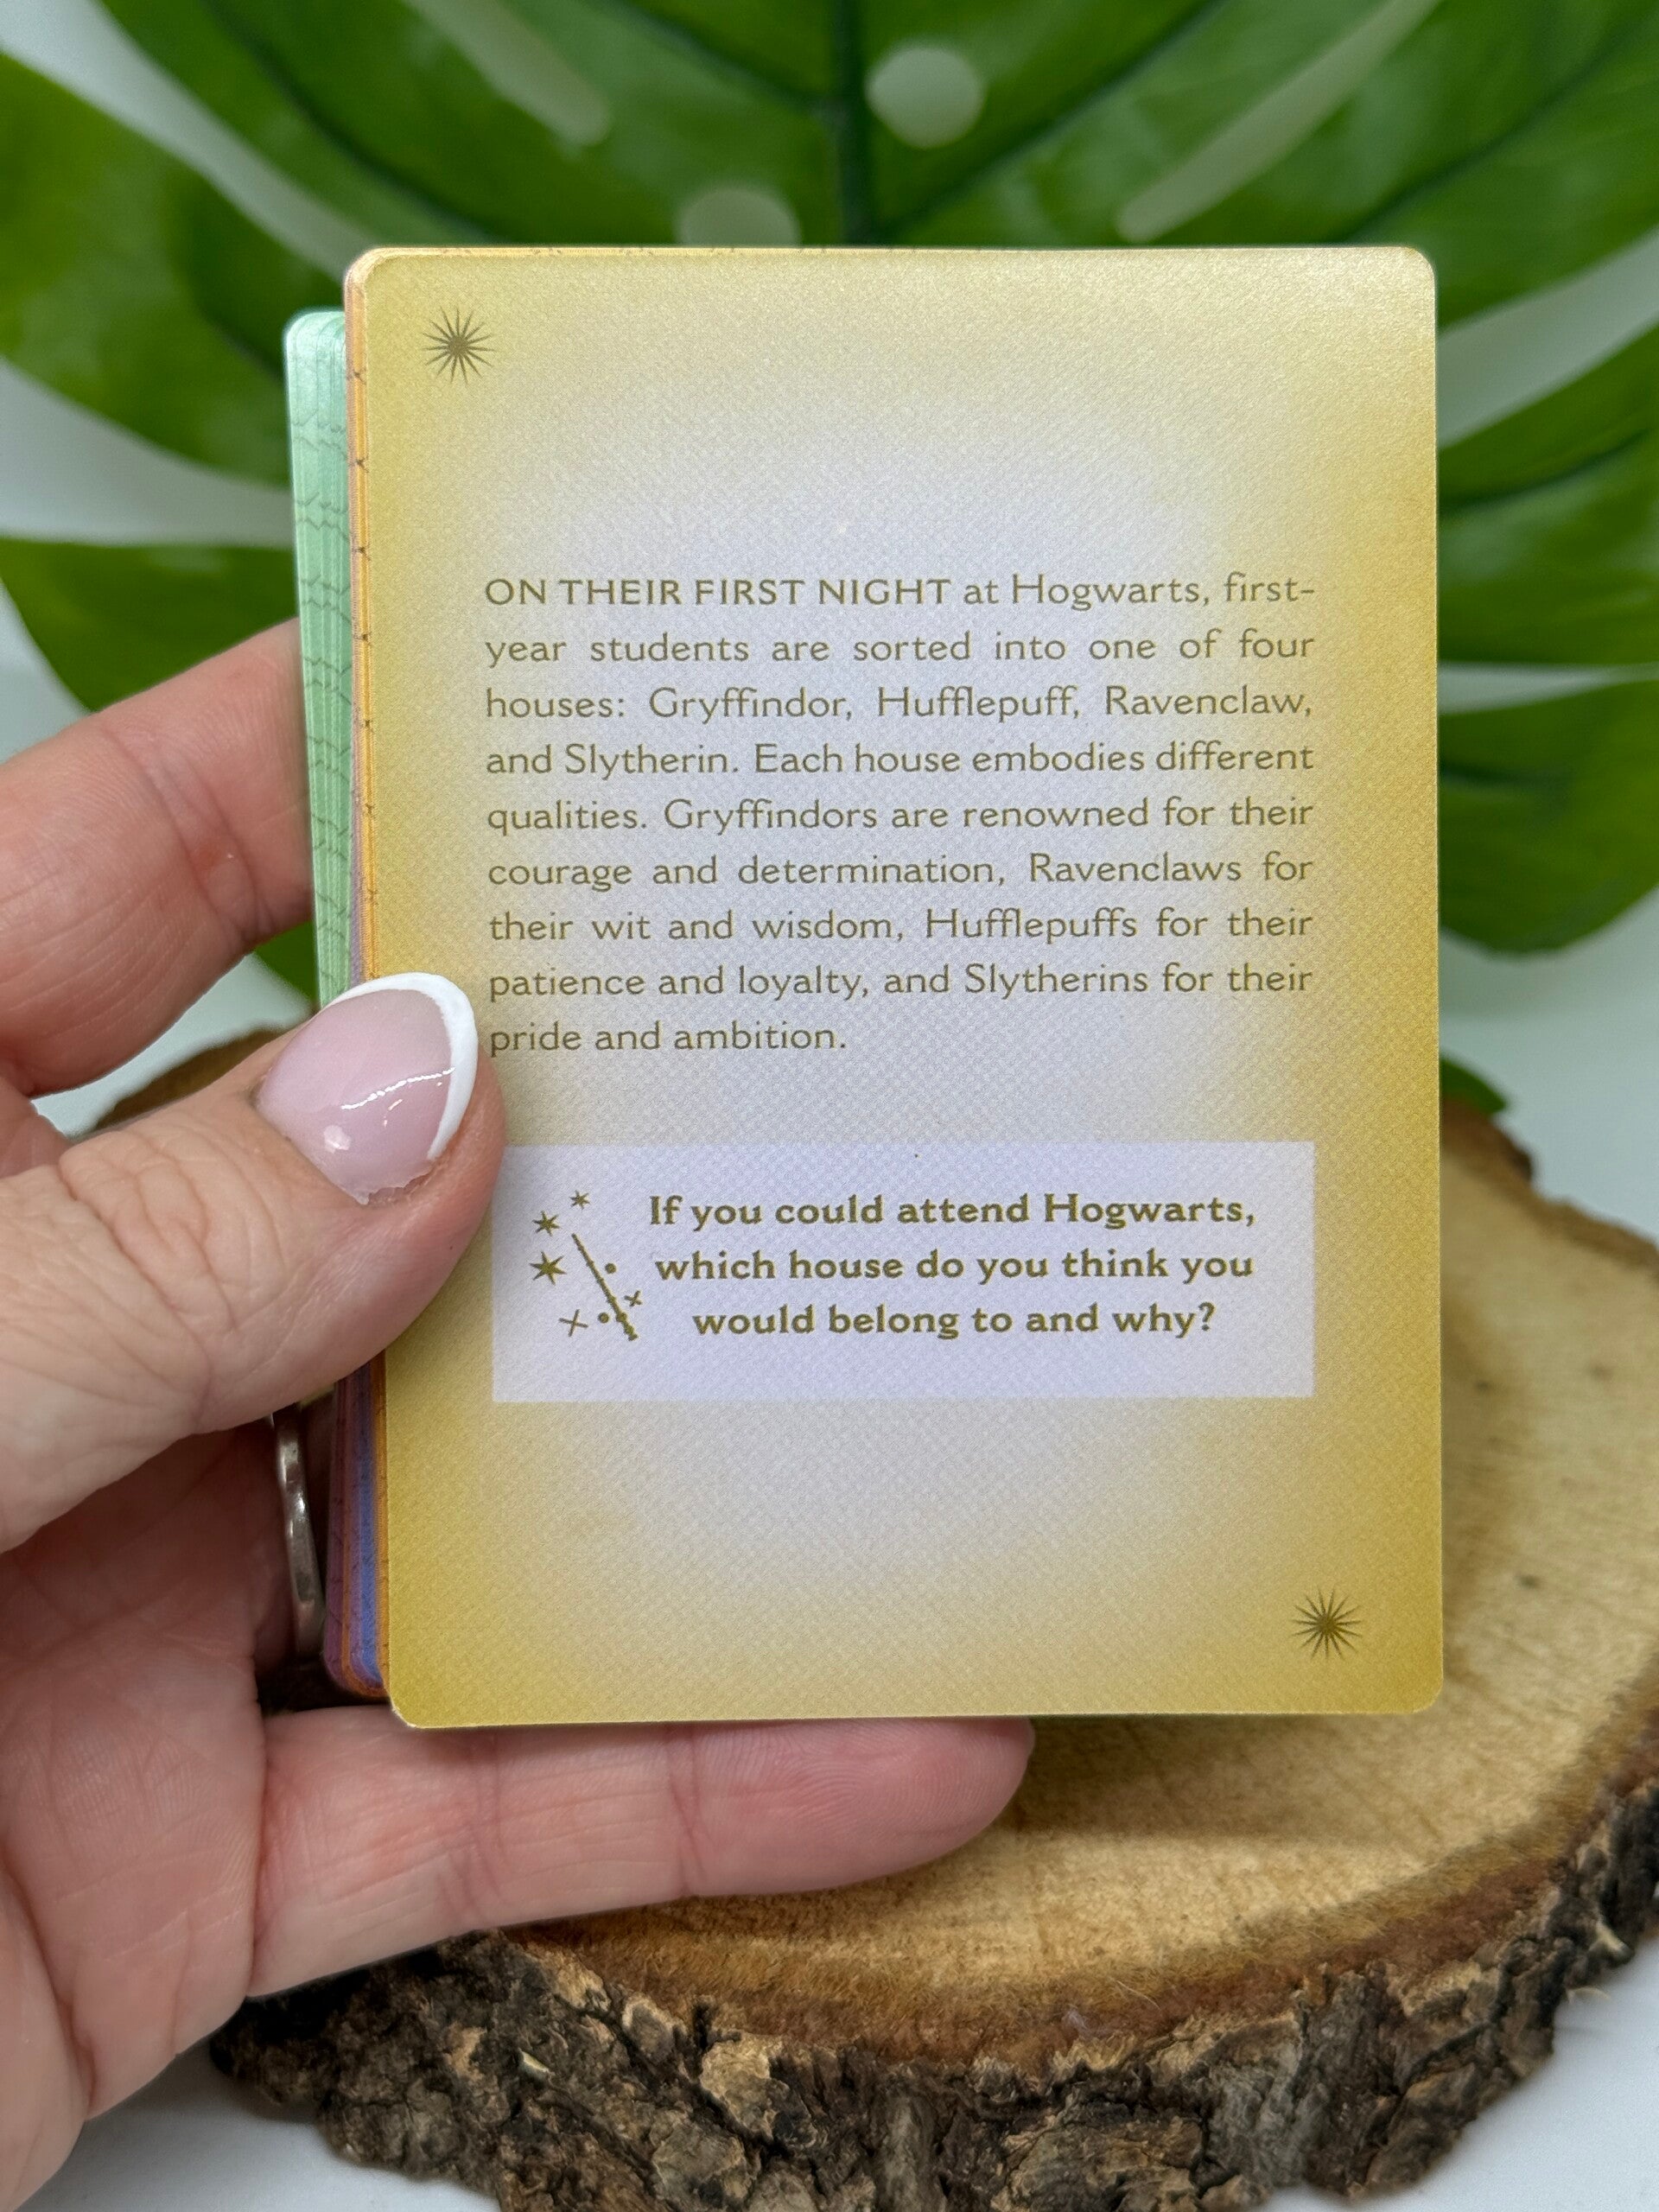 ON THEIR FIRST NIGHT at Hogwarts, first-
year students are sorted into one of four
houses: Gryffindor, Hufflepuff, Ravenclaw,
and Slytherin. Each house embodies different
qualities. Gryffindors are renowned for their
courage and determination, Ravenclaws for
their wit and wisdom, Hufflepuffs for their
patience and loyalty, and Slytherins for their
pride and ambition.
If you could attend Hogwarts,
which house do you think you
would belong to and why?